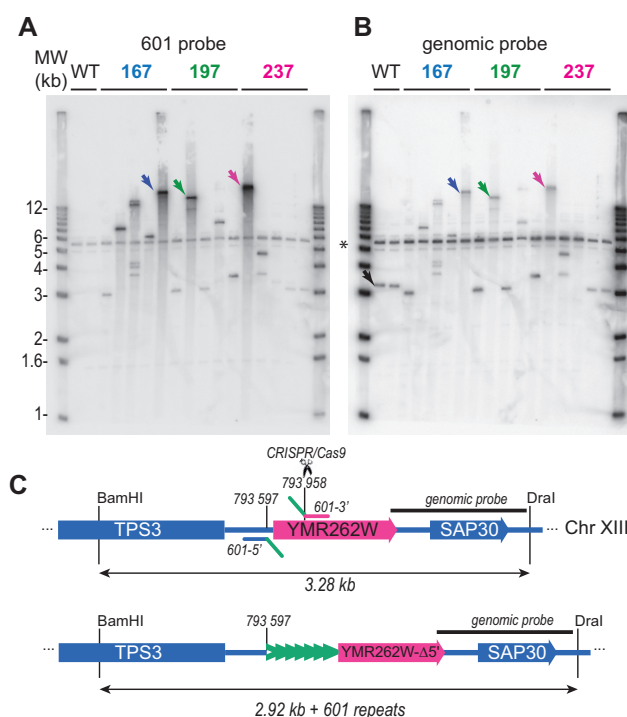 A
601 probe
MW
(kb)
WT 167 197 237
12-
6-
5-
4-
3-
2-
1.6-
1-
B
genomic probe
WT 167 197 237
*
C
CRISPR/Cas9
BamHI
793 597
793 958
601-3'
genomic probe
DraI
... TPS3 YMR262W SAP30 ... Chr XIII
601-5'
3.28 kb
BamHI
793 597
genomic probe
DraI
... TPS3 YMR262W-Δ5' SAP30 ...
2.92 kb + 601 repeats